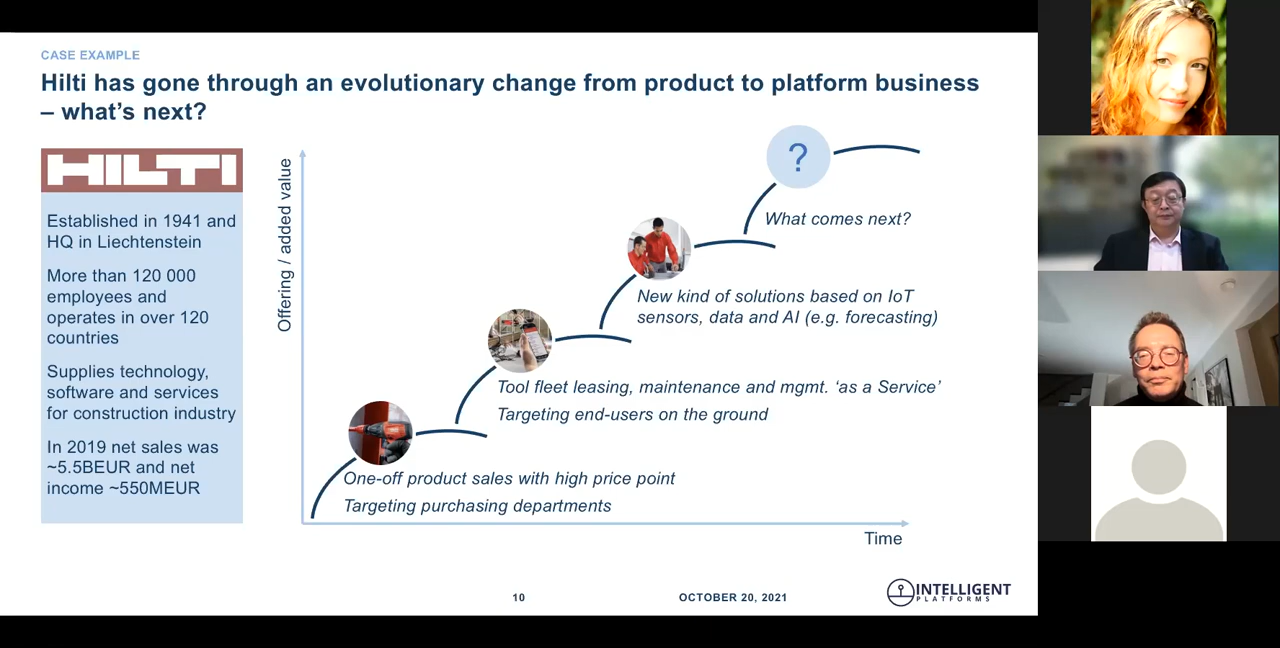 CASE EXAMPLE
Hilti has gone through an evolutionary change from product to platform business
– what's next?
HILTI
Established in 1941 and
HQ in Liechtenstein
More than 120 000
employees and
operates in over 120
countries
Supplies technology,
software and services
for construction industry
In 2019 net sales was
~5.5BEUR and net
income ~550MEUR
Offering / added value
?
What comes next?
New kind of solutions based on IoT
sensors, data and AI (e.g. forecasting)
Tool fleet leasing, maintenance and mgmt. 'as a Service'
Targeting end-users on the ground
One-off product sales with high price point
Targeting purchasing departments
Time
10
OCTOBER 20, 2021
INTELLIGENT
PLATFORMS